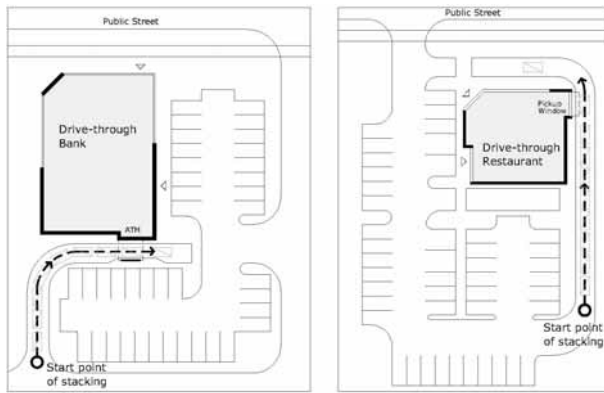 Public Street
Drive-through
Bank
ATH
Start point
of stacking
Public Street
Pickup
Window
Drive-through
Restaurant
Start point
of stacking